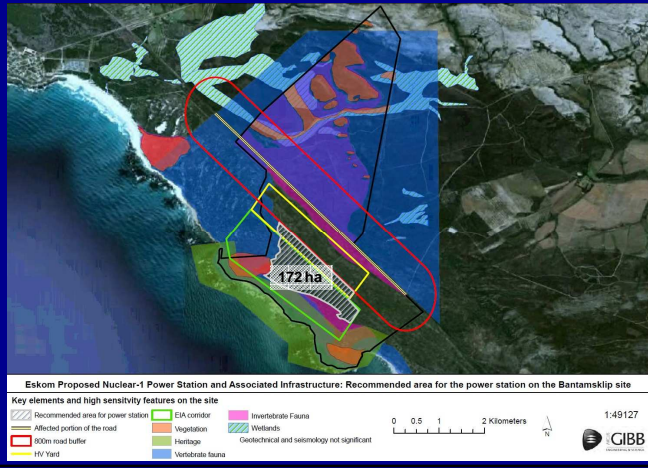 172 ha
Eskom Proposed Nuclear-1 Power Station and Associated Infrastructure: Recommended area for the power station on the Bantamsklip site
Key elements and high sensitvity features on the site
Recommended area for power station
Affected portion of the road
800m road buffer
HV Yard
EIA corridor
Vegetation
Heritage
Vertebrate fauna
Invertebrate Fauna
Wetlands
Geotechnical and seismology not significant
0 0.5 1 2 Kilometers
N
1:49127
GIBB